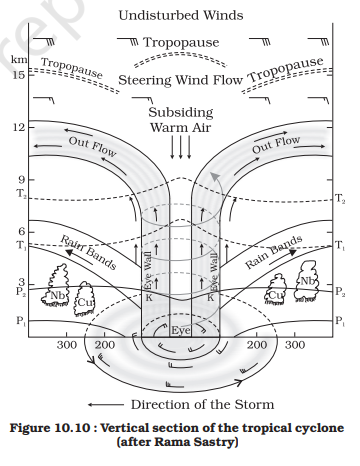 Undisturbed Winds
Tropopause
km
Tropopause
Tropopause
15
Steering Wind Flow
Subsiding
Warm Air
12
Out Flow
Out Flow
9
T2
T2
6
T1
T1
Rain Bands
Rain Bands
Eye Wall
Eye Wall
3
P2
P2
Nb
Cu
K
K
Cu
Nb
P1
P1
Eye
300
200
200
300
Direction of the Storm
Figure 10.10 : Vertical section of the tropical cyclone
(after Rama Sastry)